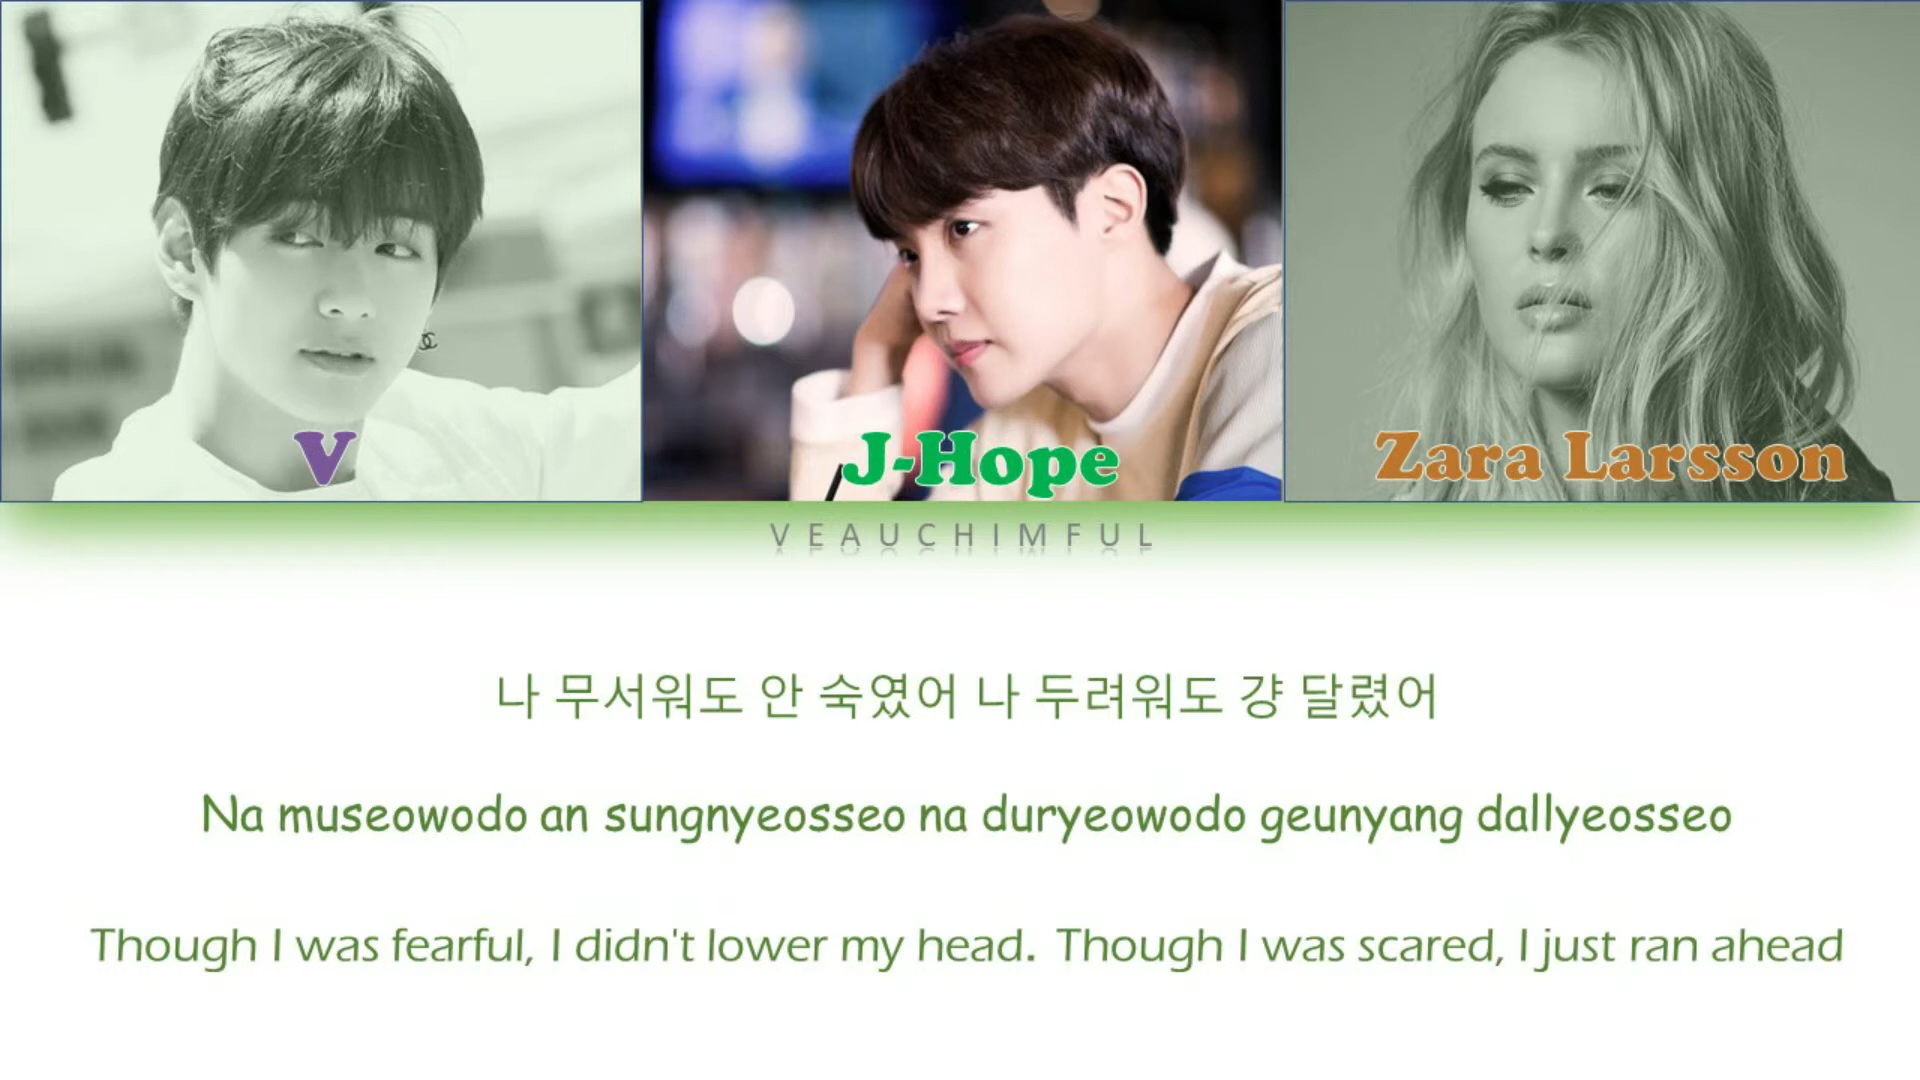 V
J-Hope
Zara Larsson
VEAUCHIMFUL
나 무서워도 안 숙였어 나 두려워도 걍 달렸어
Na museowodo an sungnyeosseo na duryeowodo geunyang dallyeosseo
Though I was fearful, I didn't lower my head. Though I was scared, I just ran ahead